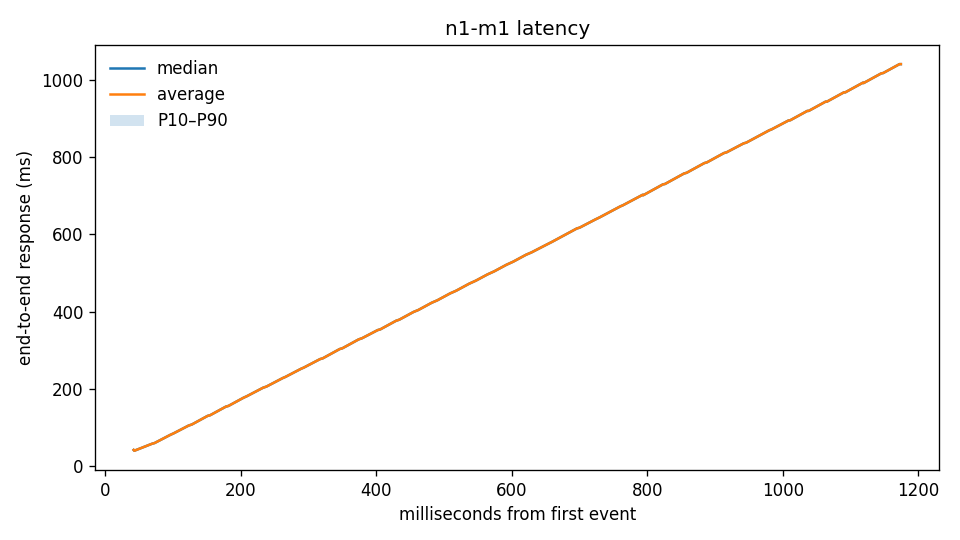 n1-m1 latency
median
average
P10–P90
1000
800
600
400
200
0
end-to-end response (ms)
0 200 400 600 800 1000 1200
milliseconds from first event